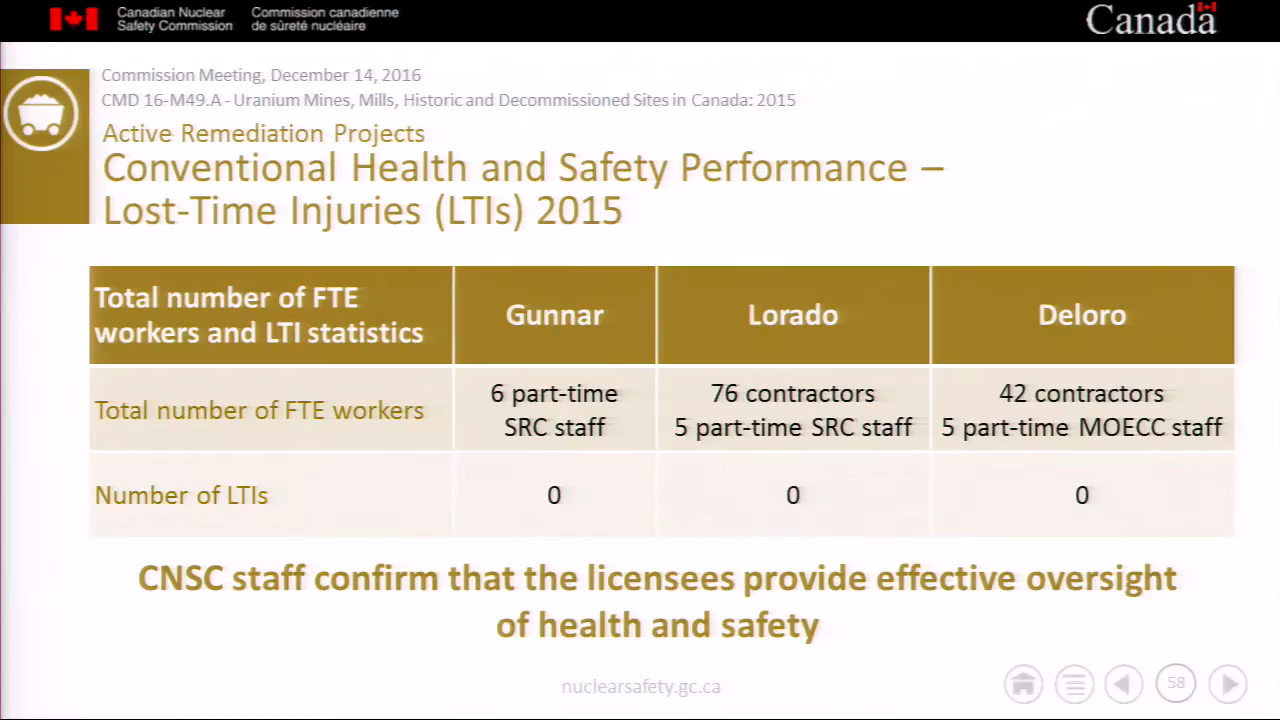 Canadian Nuclear Safety Commission
Commission canadienne de sûreté nucléaire
Canada
Commission Meeting, December 14, 2016
CMD 16-M49.A - Uranium Mines, Mills, Historic and Decommissioned Sites in Canada: 2015
Active Remediation Projects
Conventional Health and Safety Performance –
Lost-Time Injuries (LTIs) 2015
Total number of FTE
workers and LTI statistics
Gunnar
Lorado
Deloro
Total number of FTE workers
6 part-time
SRC staff
76 contractors
5 part-time SRC staff
42 contractors
5 part-time MOECC staff
Number of LTIs
0
0
0
CNSC staff confirm that the licensees provide effective oversight
of health and safety
nuclearsafety.gc.ca
58